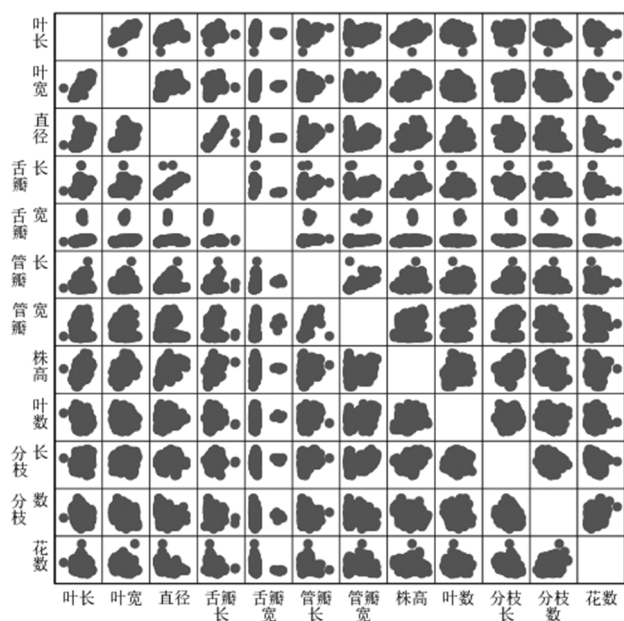 叶长
叶宽
直径
舌瓣长
舌瓣宽
管瓣长
管瓣宽
株高
叶数
分枝长
分枝数
花数
叶长 叶宽 直径 舌瓣 舌瓣 管瓣 管瓣 株高 叶数 分枝 分枝 花数
长 宽 长 宽 长 数